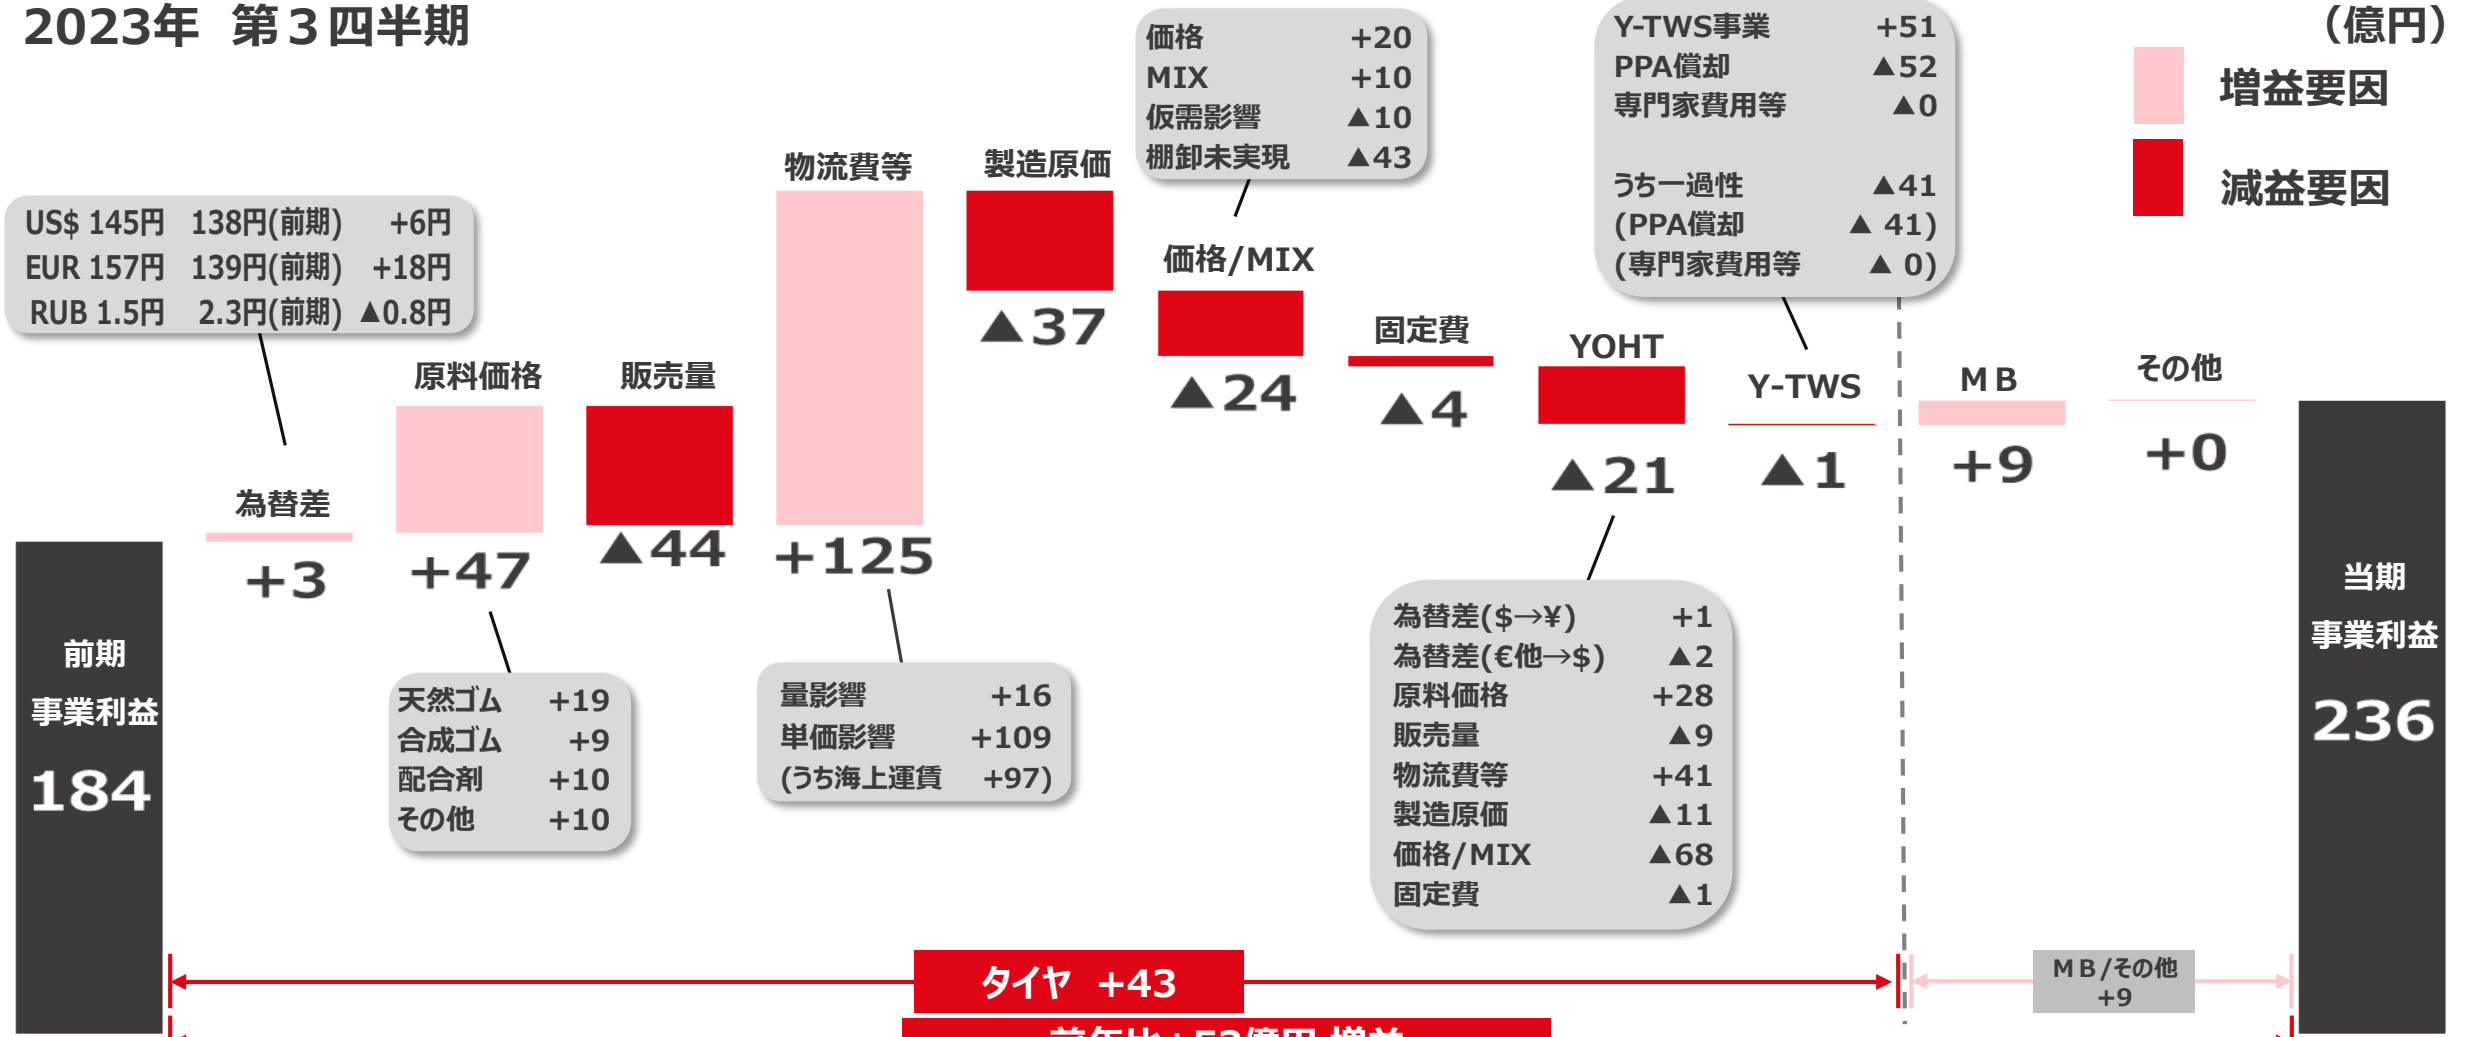 2023年 第３四半期
（億円）
増益要因
減益要因
US$ 145円 138円(前期) +6円
EUR 157円 139円(前期) +18円
RUB 1.5円 2.3円(前期) ▲0.8円
価格 +20
MIX +10
仮需影響 ▲10
棚卸未実現 ▲43
Y-TWS事業 +51
PPA償却 ▲52
専門家費用等 ▲0
うち一過性 ▲41
(PPA償却 ▲ 41)
(専門家費用等 ▲ 0)
前期
事業利益
184
為替差
+3
原料価格
+47
販売量
▲44
物流費等
+125
製造原価
▲37
価格/MIX
▲24
固定費
▲4
YOHT
▲21
Y-TWS
▲1
ＭＢ
+9
その他
+0
当期
事業利益
236
天然ゴム +19
合成ゴム +9
配合剤 +10
その他 +10
量影響 +16
単価影響 +109
(うち海上運賃 +97)
為替差($→¥) +1
為替差(€他→$) ▲2
原料価格 +28
販売量 ▲9
物流費等 +41
製造原価 ▲11
価格/MIX ▲68
固定費 ▲1
タイヤ +43
ＭＢ/その他
+9